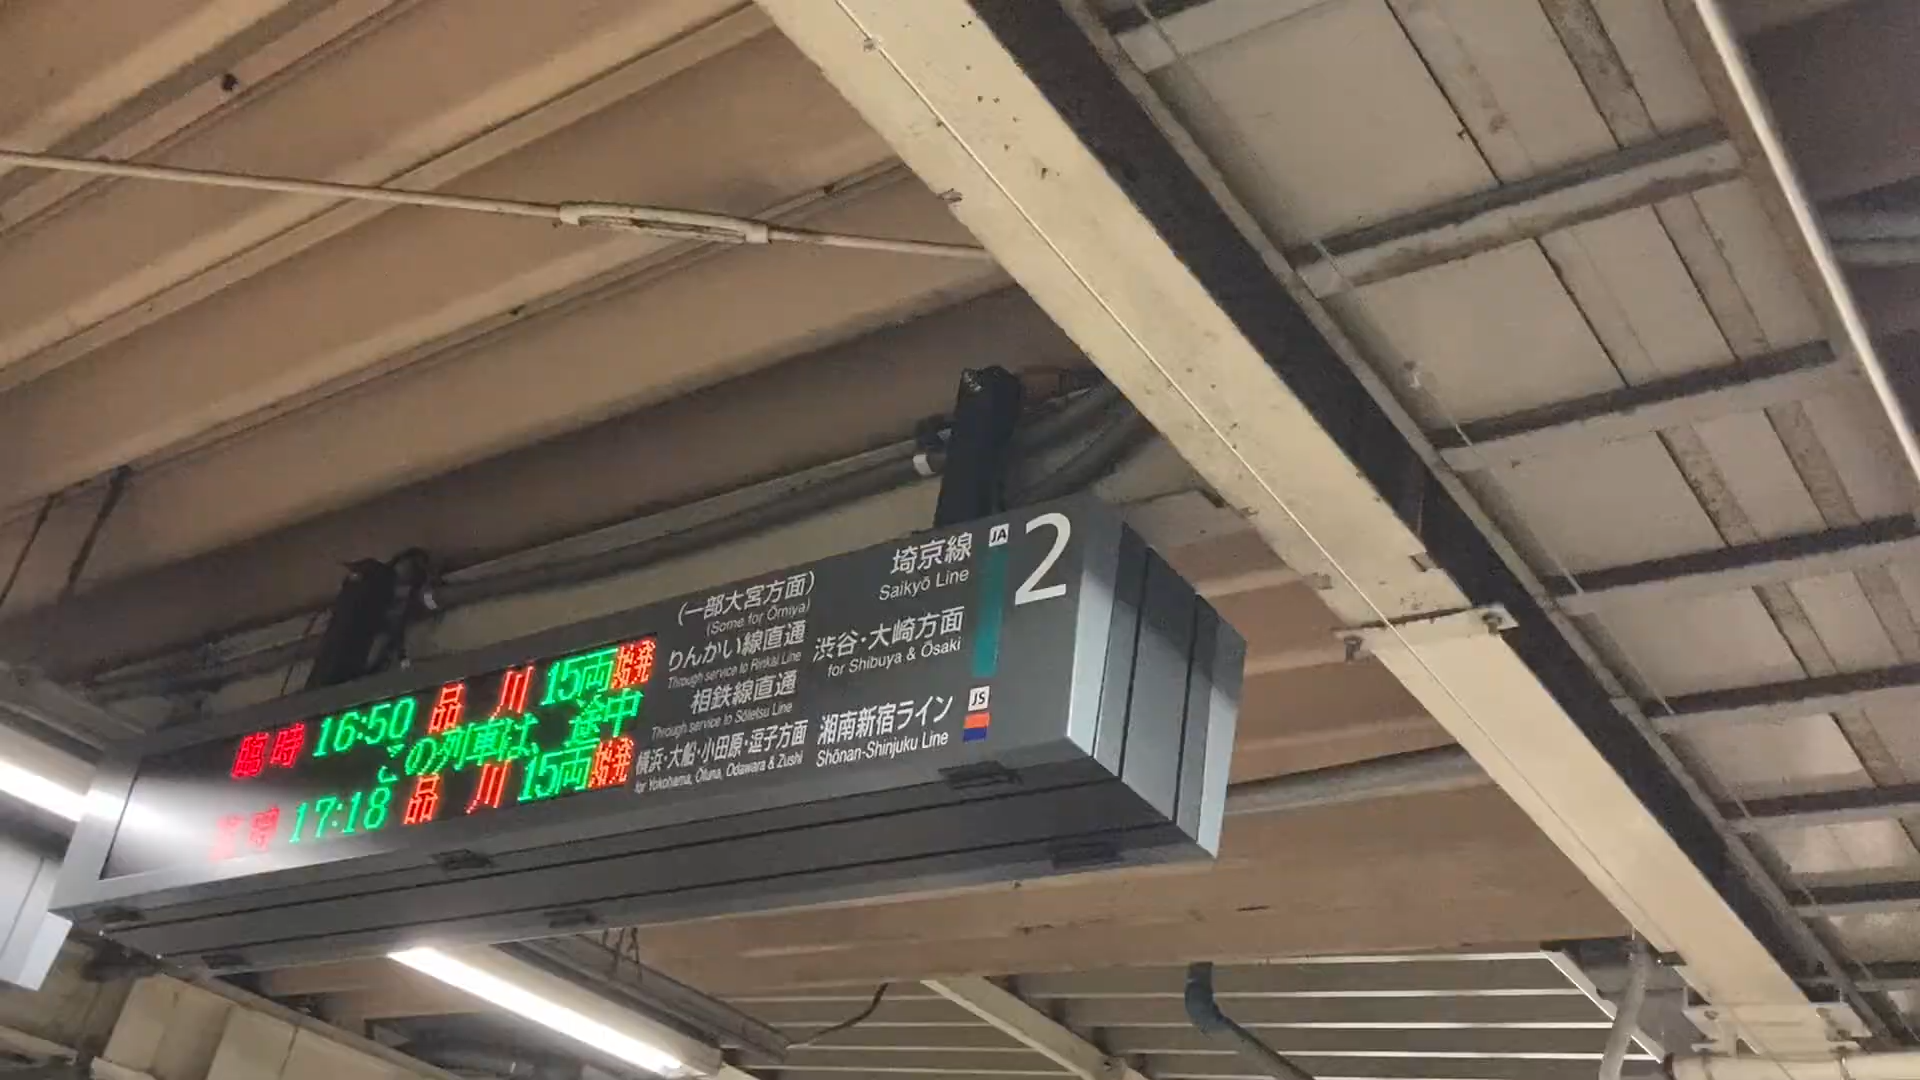 臨時 16:50 品 川 15両 始発
この列車は、途中
臨時 17:18 品 川 15両 始発
(一部大宮方面)
(Some for Ōmiya)
りんかい線直通
Through service to Rinkai Line
相鉄線直通
Through service to Sōtetsu Line
横浜・大船・小田原・逗子方面
for Yokohama, Ōfuna, Odawara & Zushi
埼京線
Saikyō Line
渋谷・大崎方面
for Shibuya & Ōsaki
湘南新宿ライン
Shōnan-Shinjuku Line
JA
JS
2